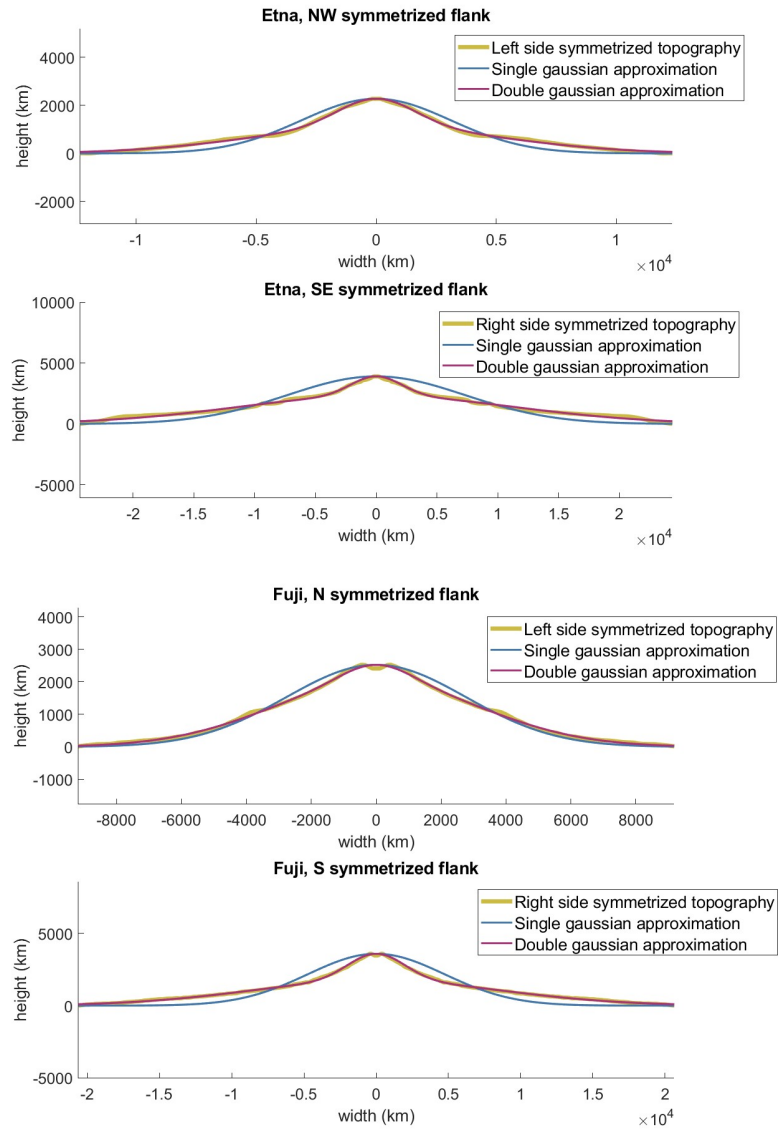 Etna, NW symmetrized flank
4000
2000
0
-2000
height (km)
Left side symmetrized topography
Single gaussian approximation
Double gaussian approximation
-1 -0.5 0 0.5 1
width (km)
×10⁴
Etna, SE symmetrized flank
10000
5000
0
-5000
height (km)
Right side symmetrized topography
Single gaussian approximation
Double gaussian approximation
-2 -1.5 -1 -0.5 0 0.5 1 1.5 2
width (km)
×10⁴
Fuji, N symmetrized flank
4000
3000
2000
1000
0
-1000
height (km)
Left side symmetrized topography
Single gaussian approximation
Double gaussian approximation
-8000 -6000 -4000 -2000 0 2000 4000 6000 8000
width (km)
Fuji, S symmetrized flank
5000
0
-5000
height (km)
Right side symmetrized topography
Single gaussian approximation
Double gaussian approximation
-2 -1.5 -1 -0.5 0 0.5 1 1.5 2
width (km)
×10⁴